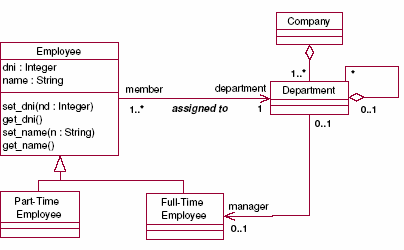 Company
Employee
dni : Integer
name : String
set_dni(nd : Integer)
get_dni()
set_name(n : String)
get_name()
member
department
1..*
assigned to
1
1..*
*
Department
0..1
0..1
Part-Time
Employee
Full-Time
Employee
manager
0..1